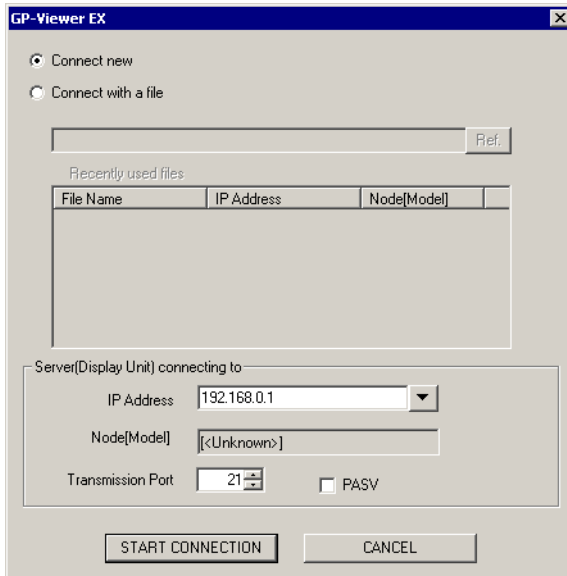 GP-Viewer EX
Connect new
Connect with a file
Ref.
Recently used files
File Name IP Address Node[Model]
Server(Display Unit) connecting to
IP Address 192.168.0.1
Node[Model] [<Unknown>]
Transmission Port 21 PASV
START CONNECTION CANCEL